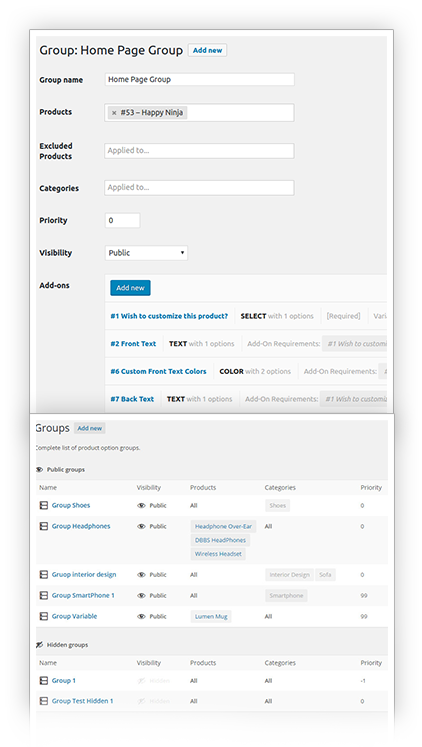 Group: Home Page Group Add new
Group name Home Page Group
Products × #53 – Happy Ninja
Excluded Products Applied to...
Categories Applied to...
Priority 0
Visibility Public
Add-ons Add new
#1 Wish to customize this product? SELECT with 1 options [Required] Vari
#2 Front Text TEXT with 1 options Add-On Requirements: #1 Wish to customi
#6 Custom Front Text Colors COLOR with 2 options Add-On Requirements:
#7 Back Text TEXT with 1 options Add-On Requirements: #1 Wish to customi
Groups Add new
Complete list of product option groups.
Public groups
Name Visibility Products Categories Priority
Group Shoes Public All Shoes 0
Group Headphones Public Headphone Over-Ear All 0
DBBS HeadPhones
Wireless Headset
Gruop interior design Public All Interior Design Sofa 0
Group SmartPhone 1 Public All Smartphone 99
Group Variable Public Lumen Mug All 99
Hidden groups
Name Visibility Products Categories Priority
Group 1 Hidden All All -1
Group Test Hidden 1 Hidden All All 0